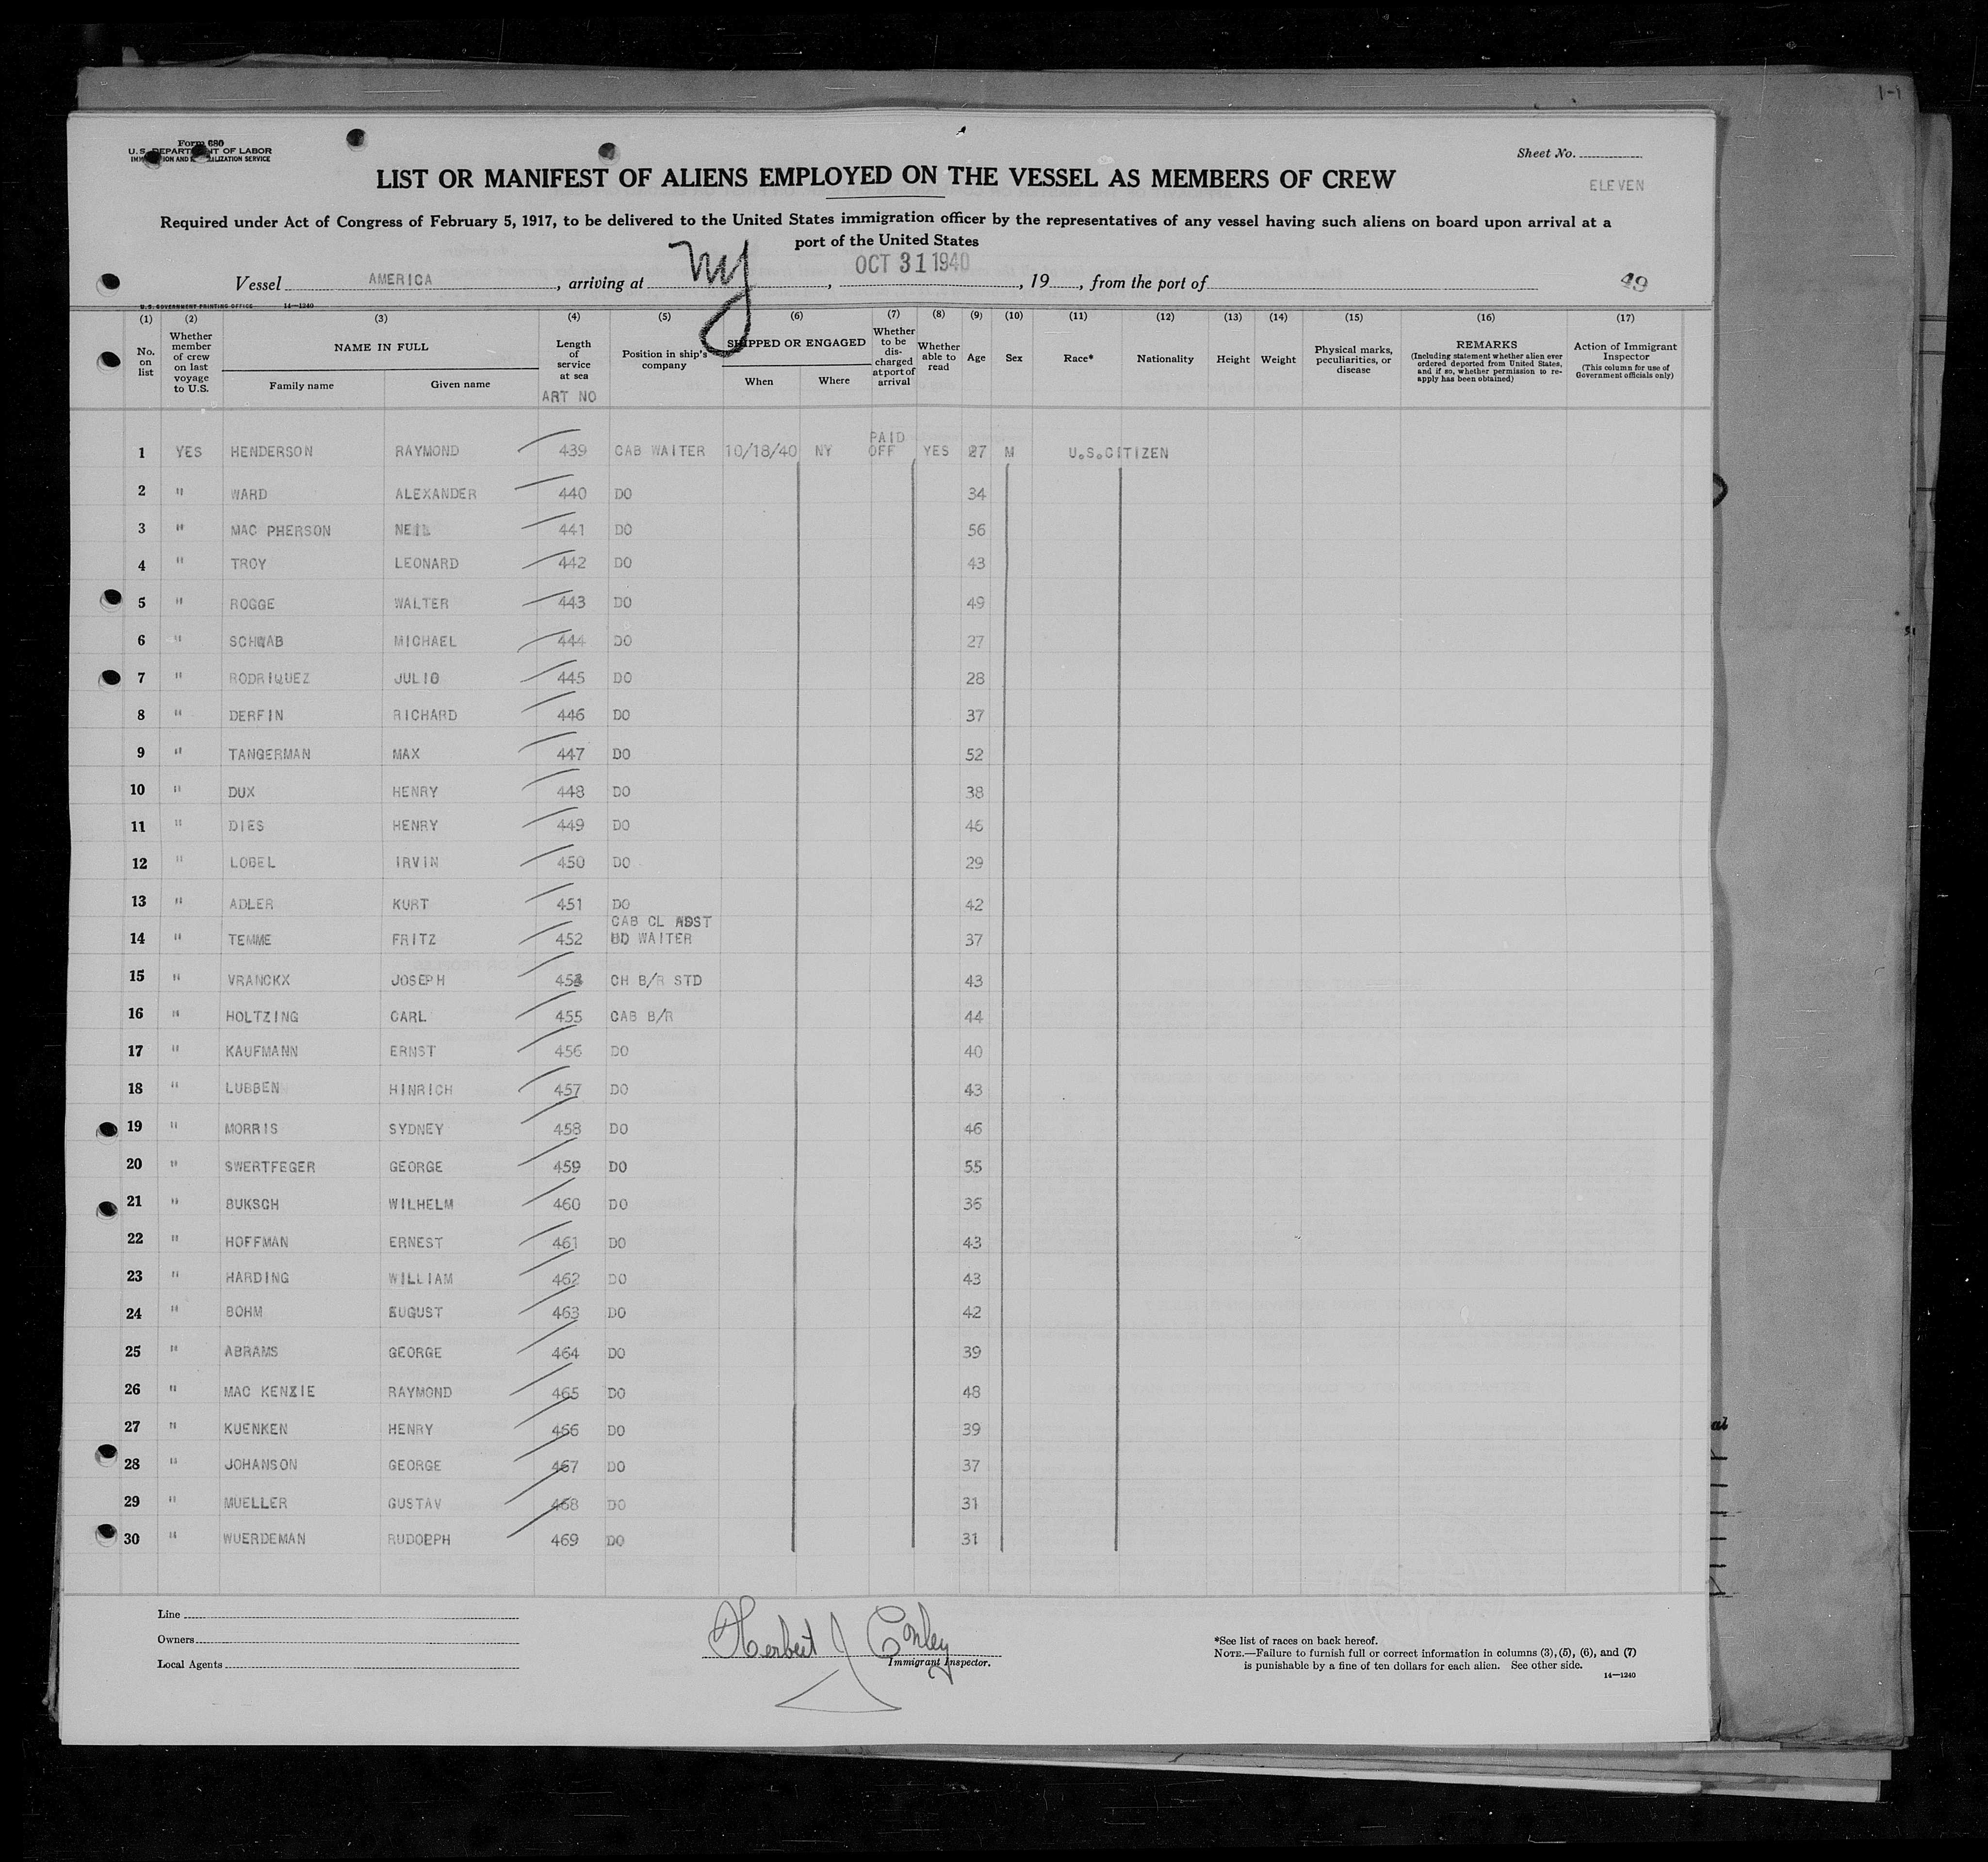 Form 680
U.S. DEPARTMENT OF LABOR
IMMIGRATION AND NATURALIZATION SERVICE
Sheet No.
ELEVEN
LIST OR MANIFEST OF ALIENS EMPLOYED ON THE VESSEL AS MEMBERS OF CREW
Required under Act of Congress of February 5, 1917, to be delivered to the United States immigration officer by the representatives of any vessel having such aliens on board upon arrival at a
port of the United States
Vessel AMERICA, arriving at NY, OCT 31 1940, 19, from the port of 49
U.S. GOVERNMENT PRINTING OFFICE 14—1240
(1) (2) (3) (4) (5) (6) (7) (8) (9) (10) (11) (12) (13) (14) (15) (16) (17)
No. on list
Whether member of crew on last voyage to U.S.
NAME IN FULL
Family name
Given name
Length of service at sea
ART NO
Position in ship's company
SHIPPED OR ENGAGED
When
Where
Whether to be discharged at port of arrival
Whether able to read
Age
Sex
Race*
Nationality
Height
Weight
Physical marks, peculiarities, or disease
REMARKS
(Including statement whether alien ever ordered deported from United States, and if so, whether permission to re-apply has been obtained)
Action of Immigrant Inspector
(This column for use of Government officials only)
1 YES HENDERSON RAYMOND 439 CAB WAITER 10/18/40 NY PAID OFF YES 27 M U.S.CITIZEN
2 " WARD ALEXANDER 440 DO 34
3 " MAC PHERSON NEIL 441 DO 56
4 " TROY LEONARD 442 DO 43
5 " ROGGE WALTER 443 DO 49
6 " SCHWAB MICHAEL 444 DO 27
7 " RODRIQUEZ JULIO 445 DO 28
8 " DERFIN RICHARD 446 DO 37
9 " TANGERMAN MAX 447 DO 52
10 " DUX HENRY 448 DO 38
11 " DIES HENRY 449 DO 46
12 " LOBEL IRVIN 450 DO 29
13 " ADLER KURT 451 DO 42
14 " TEMME FRITZ 452 CAB CL ASST HD WAITER 37
15 " VRANCKX JOSEPH 454 CH B/R STD 43
16 " HOLTZING CARL 455 CAB B/R 44
17 " KAUFMANN ERNST 456 DO 40
18 " LUBBEN HINRICH 457 DO 43
19 " MORRIS SYDNEY 458 DO 46
20 " SWERTFEGER GEORGE 459 DO 55
21 " BUKSCH WILHELM 460 DO 36
22 " HOFFMAN ERNEST 461 DO 43
23 " HARDING WILLIAM 462 DO 43
24 " BOHM AUGUST 463 DO 42
25 " ABRAMS GEORGE 464 DO 39
26 " MAC KENZIE RAYMOND 465 DO 48
27 " KUENKEN HENRY 466 DO 39
28 " JOHANSON GEORGE 467 DO 37
29 " MUELLER GUSTAV 468 DO 31
30 " WUERDEMAN RUDOLPH 469 DO 31
Line
Owners
Local Agents
Herbert J Conley
Immigrant Inspector.
*See list of races on back hereof.
NOTE.—Failure to furnish full or correct information in columns (3), (5), (6), and (7)
is punishable by a fine of ten dollars for each alien. See other side.
14—1240